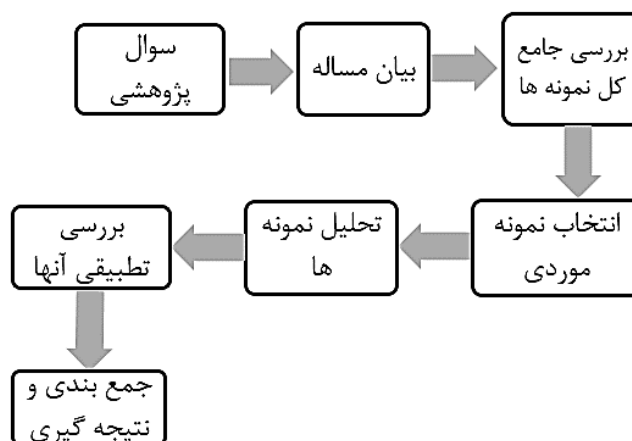 سوال
پژوهشی
بیان مساله
بررسی جامع
کل نمونه ها
انتخاب نمونه
موردی
تحلیل نمونه
ها
بررسی
تطبیقی آنها
جمع بندی و
نتیجه گیری